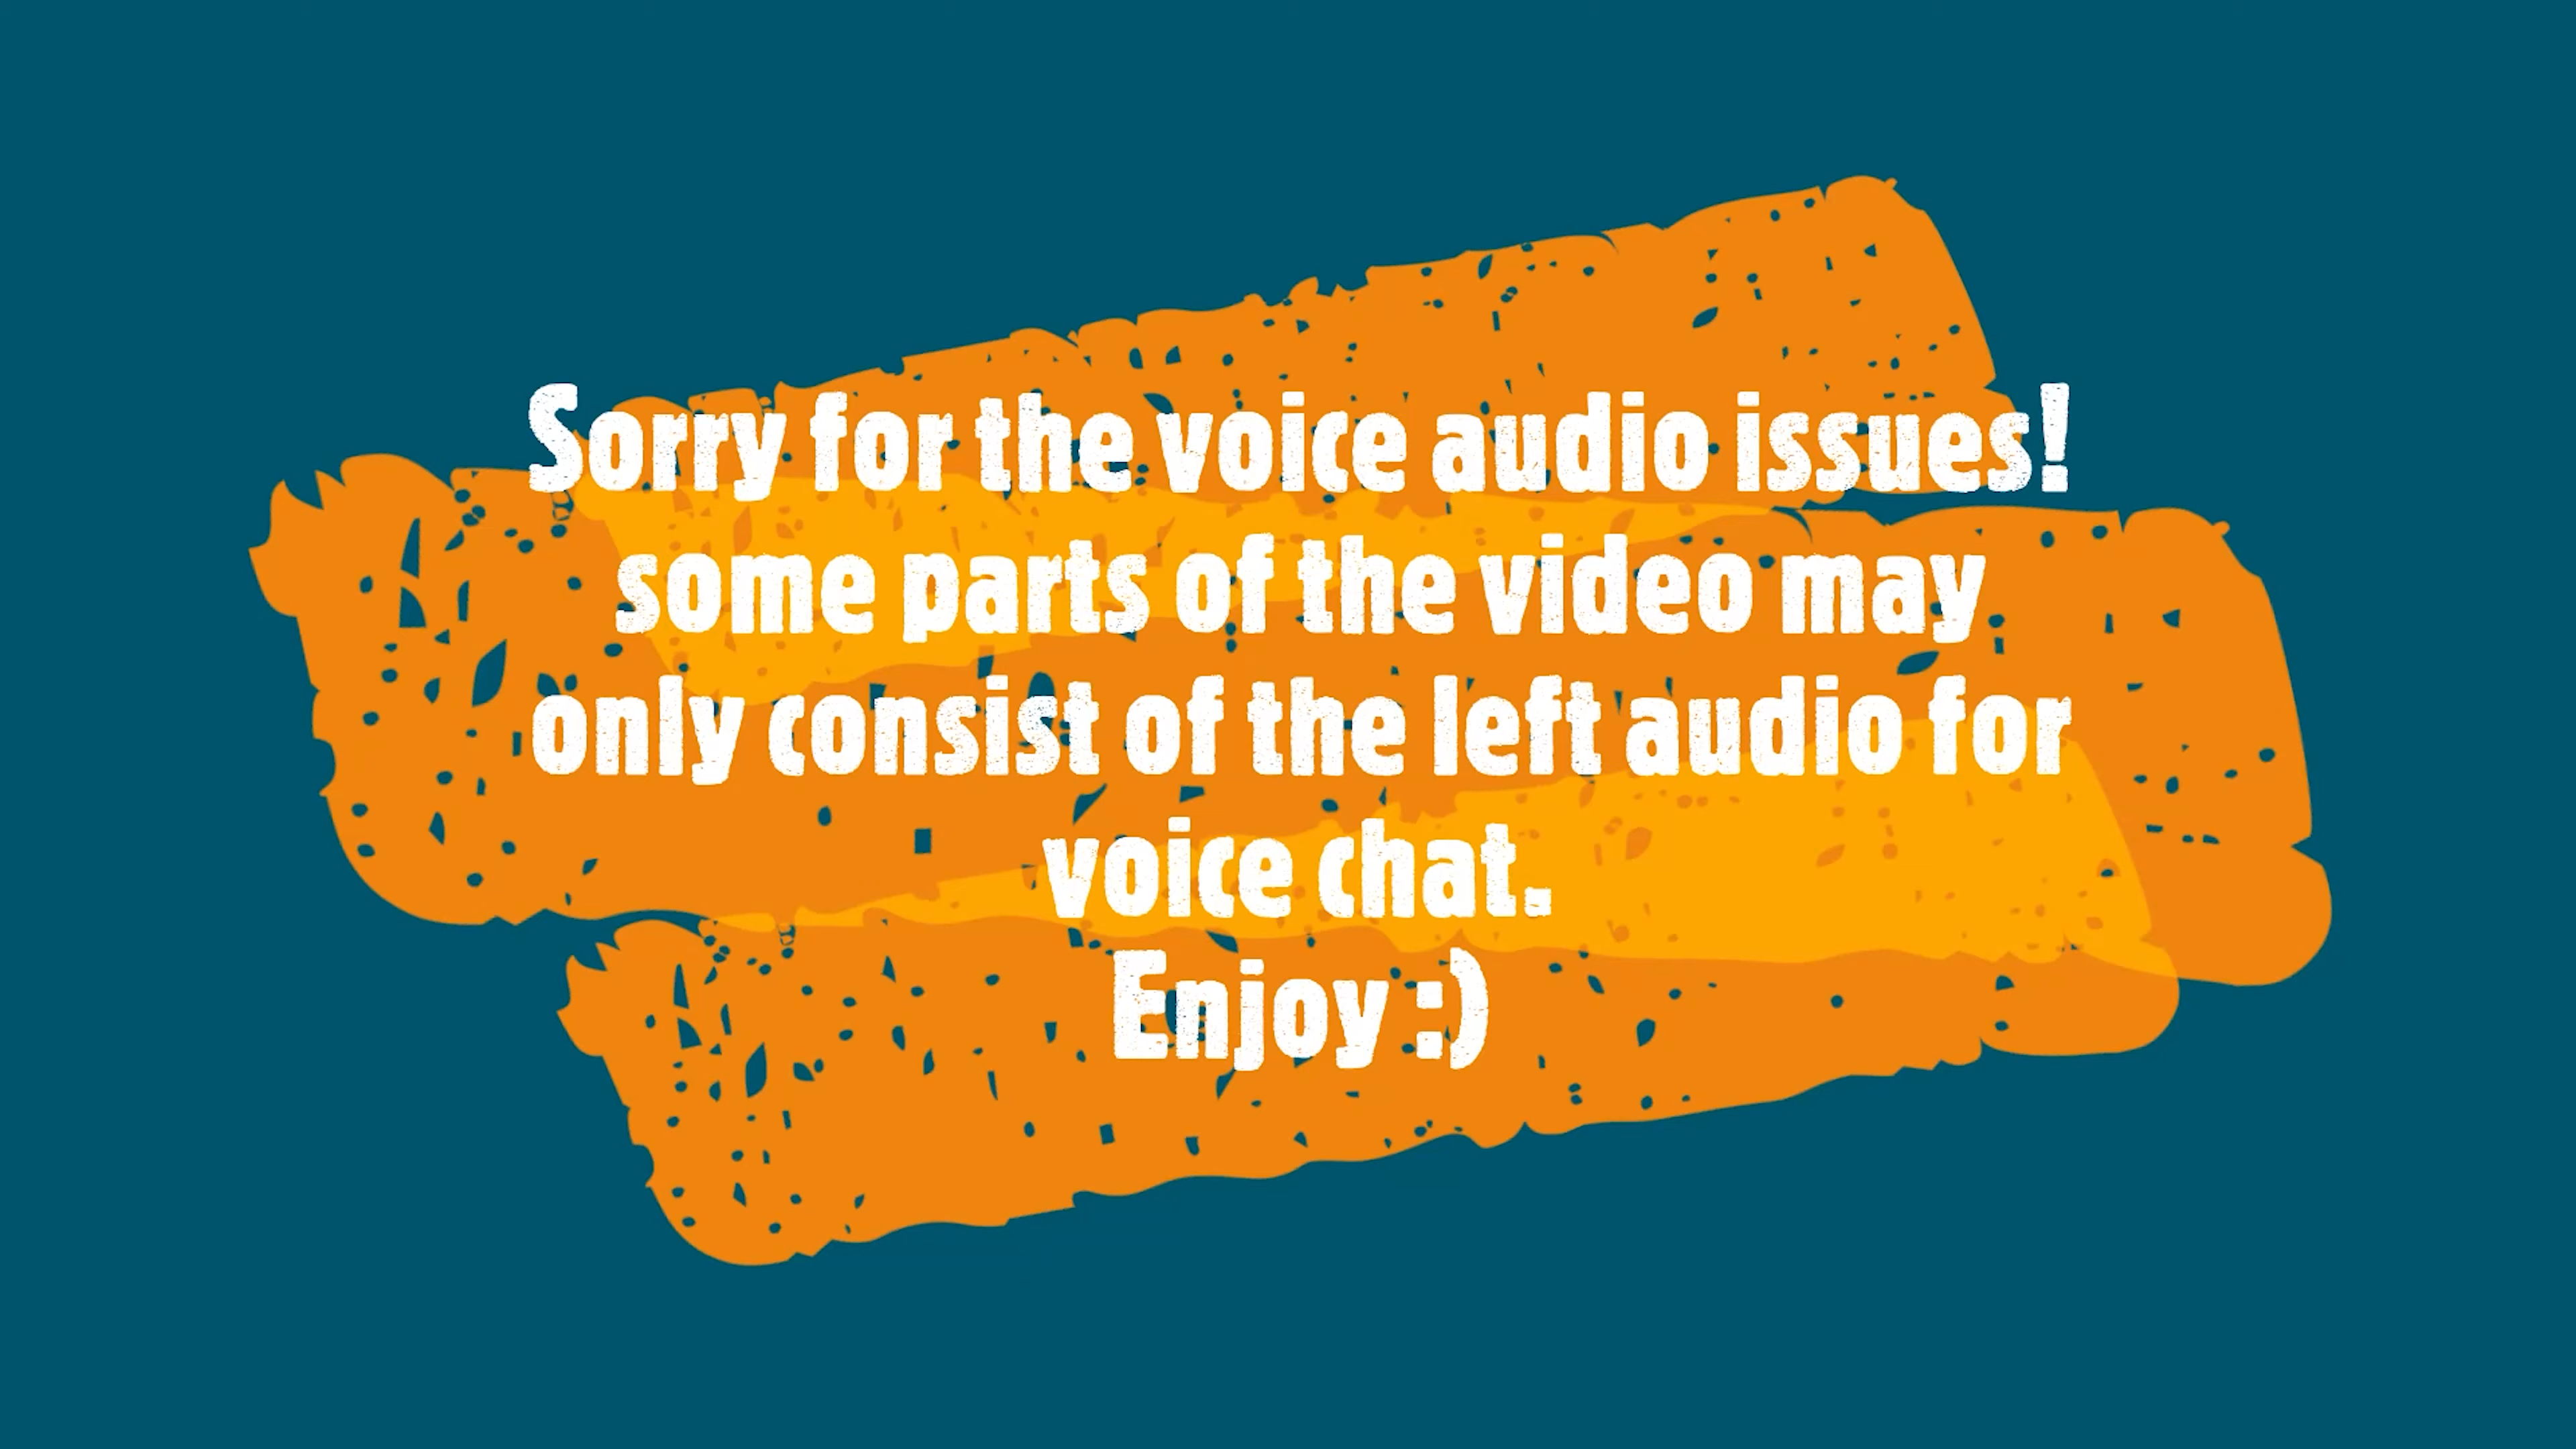 Sorry for the voice audio issues!
some parts of the video may
only consist of the left audio for
voice chat.
Enjoy :)